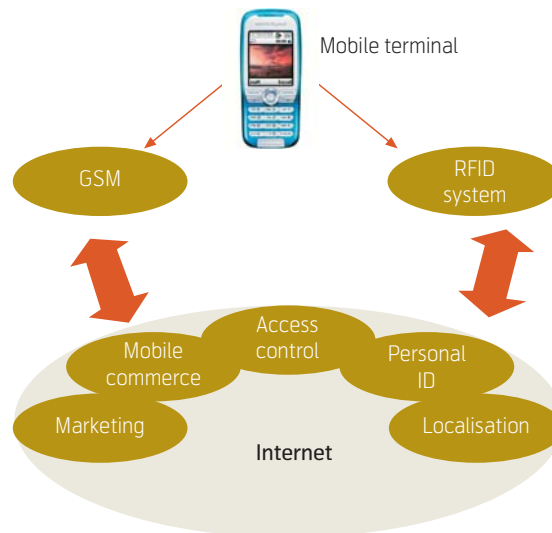 Mobile terminal
GSM
RFID
system
Access
control
Mobile
commerce
Personal
ID
Marketing
Localisation
Internet